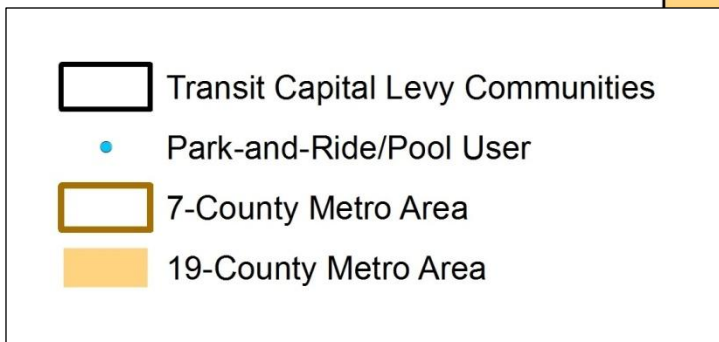 Transit Capital Levy Communities
Park-and-Ride/Pool User
7-County Metro Area
19-County Metro Area